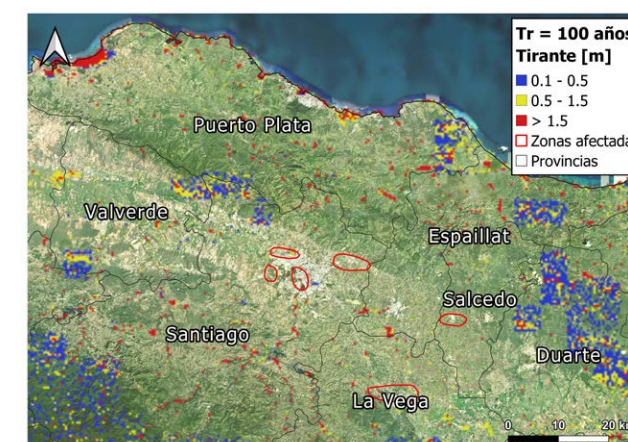 Tr = 100 años
Tirante [m]
0.1 - 0.5
0.5 - 1.5
> 1.5
Zonas afectada
Provincias
Puerto Plata
Valverde
Espaillat
Salcedo
Santiago
Duarte
La Vega
0 10 20 km